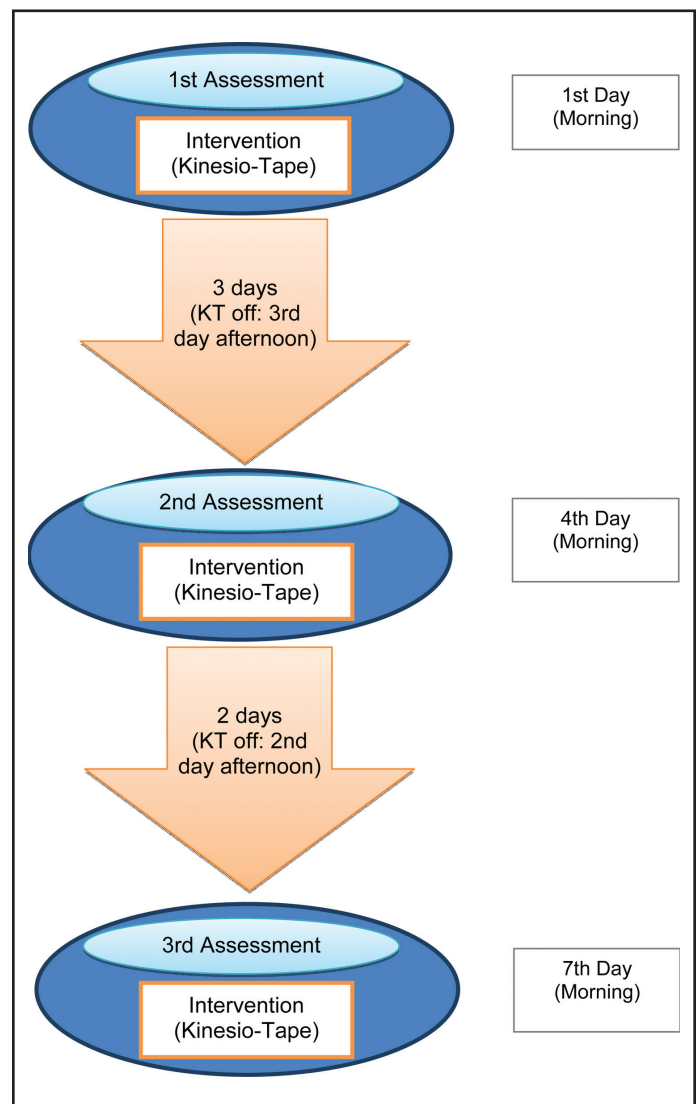 1st Assessment
1st Day
(Morning)
Intervention
(Kinesio-Tape)
3 days
(KT off: 3rd
day afternoon)
2nd Assessment
4th Day
(Morning)
Intervention
(Kinesio-Tape)
2 days
(KT off: 2nd
day afternoon)
3rd Assessment
7th Day
(Morning)
Intervention
(Kinesio-Tape)